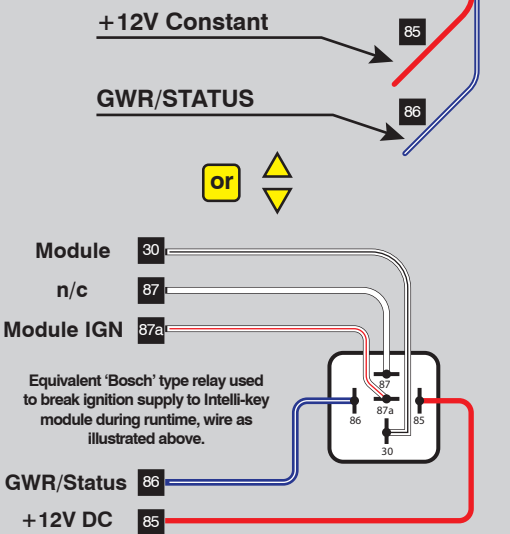 +12V Constant
85
GWR/STATUS
86
or
Module 30
n/c 87
Module IGN 87a
Equivalent ‘Bosch’ type relay used
to break ignition supply to Intelli-key
module during runtime, wire as
illustrated above.
87
87a
86
85
30
GWR/Status 86
+12V DC 85